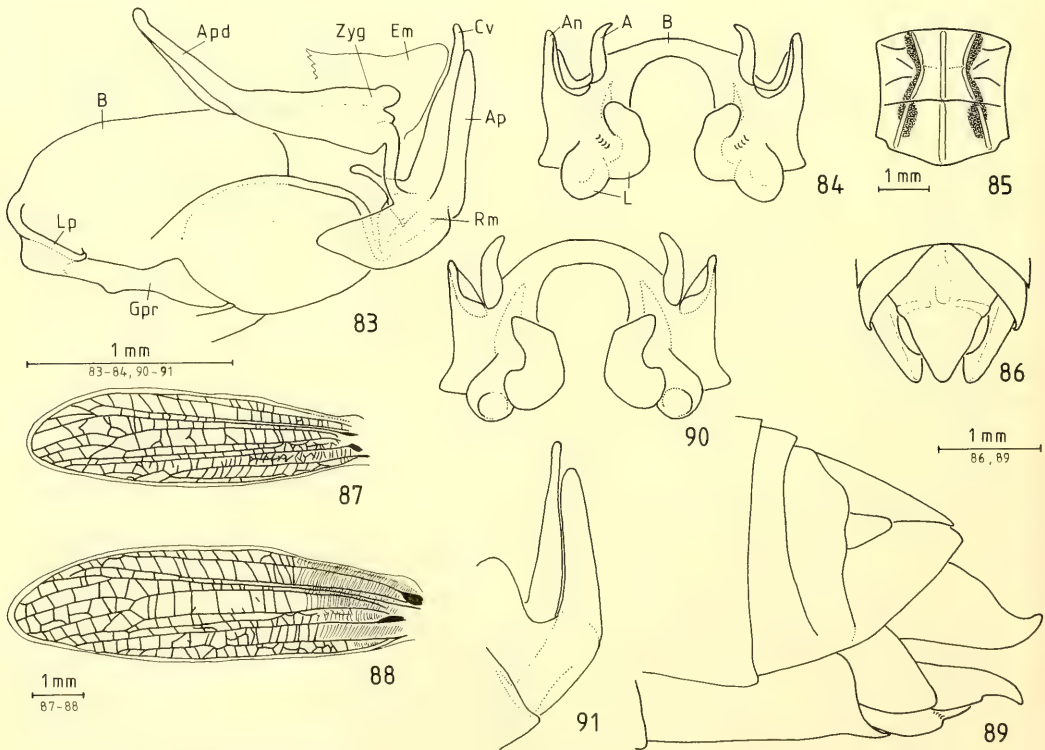 Apd
Zyg
Em
Cv
B
Ap
Lp
Rm
Gpr
83
An
A
B
L
84
1 mm
85
1 mm
83-84, 90-91
90
86
1 mm
86, 89
87
88
1 mm
87-88
91
89